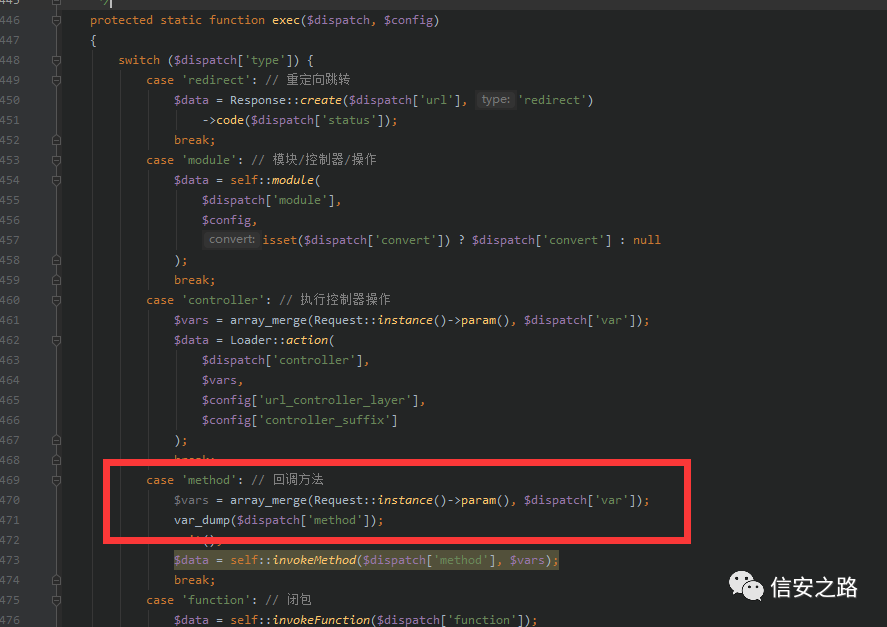 445 */
446 protected static function exec($dispatch, $config)
447 {
448 switch ($dispatch['type']) {
449 case 'redirect': // 重定向跳转
450 $data = Response::create($dispatch['url'], type: 'redirect')
451 ->code($dispatch['status']);
452 break;
453 case 'module': // 模块/控制器/操作
454 $data = self::module(
455 $dispatch['module'],
456 $config,
457 convert: isset($dispatch['convert']) ? $dispatch['convert'] : null
458 );
459 break;
460 case 'controller': // 执行控制器操作
461 $vars = array_merge(Request::instance()->param(), $dispatch['var']);
462 $data = Loader::action(
463 $dispatch['controller'],
464 $vars,
465 $config['url_controller_layer'],
466 $config['controller_suffix']
467 );
468 break;
469 case 'method': // 回调方法
470 $vars = array_merge(Request::instance()->param(), $dispatch['var']);
471 var_dump($dispatch['method']);
472
473 $data = self::invokeMethod($dispatch['method'], $vars);
474 break;
475 case 'function': // 闭包
476 $data = self::invokeFunction($dispatch['function']);
信安之路